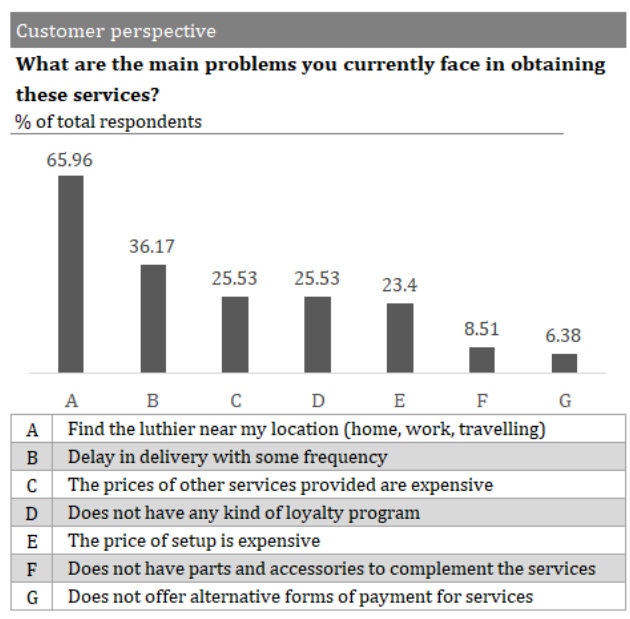 Customer perspective
What are the main problems you currently face in obtaining
these services?
% of total respondents
65.96
36.17
25.53
25.53
23.4
8.51
6.38
A B C D E F G
A Find the luthier near my location (home, work, travelling)
B Delay in delivery with some frequency
C The prices of other services provided are expensive
D Does not have any kind of loyalty program
E The price of setup is expensive
F Does not have parts and accessories to complement the services
G Does not offer alternative forms of payment for services